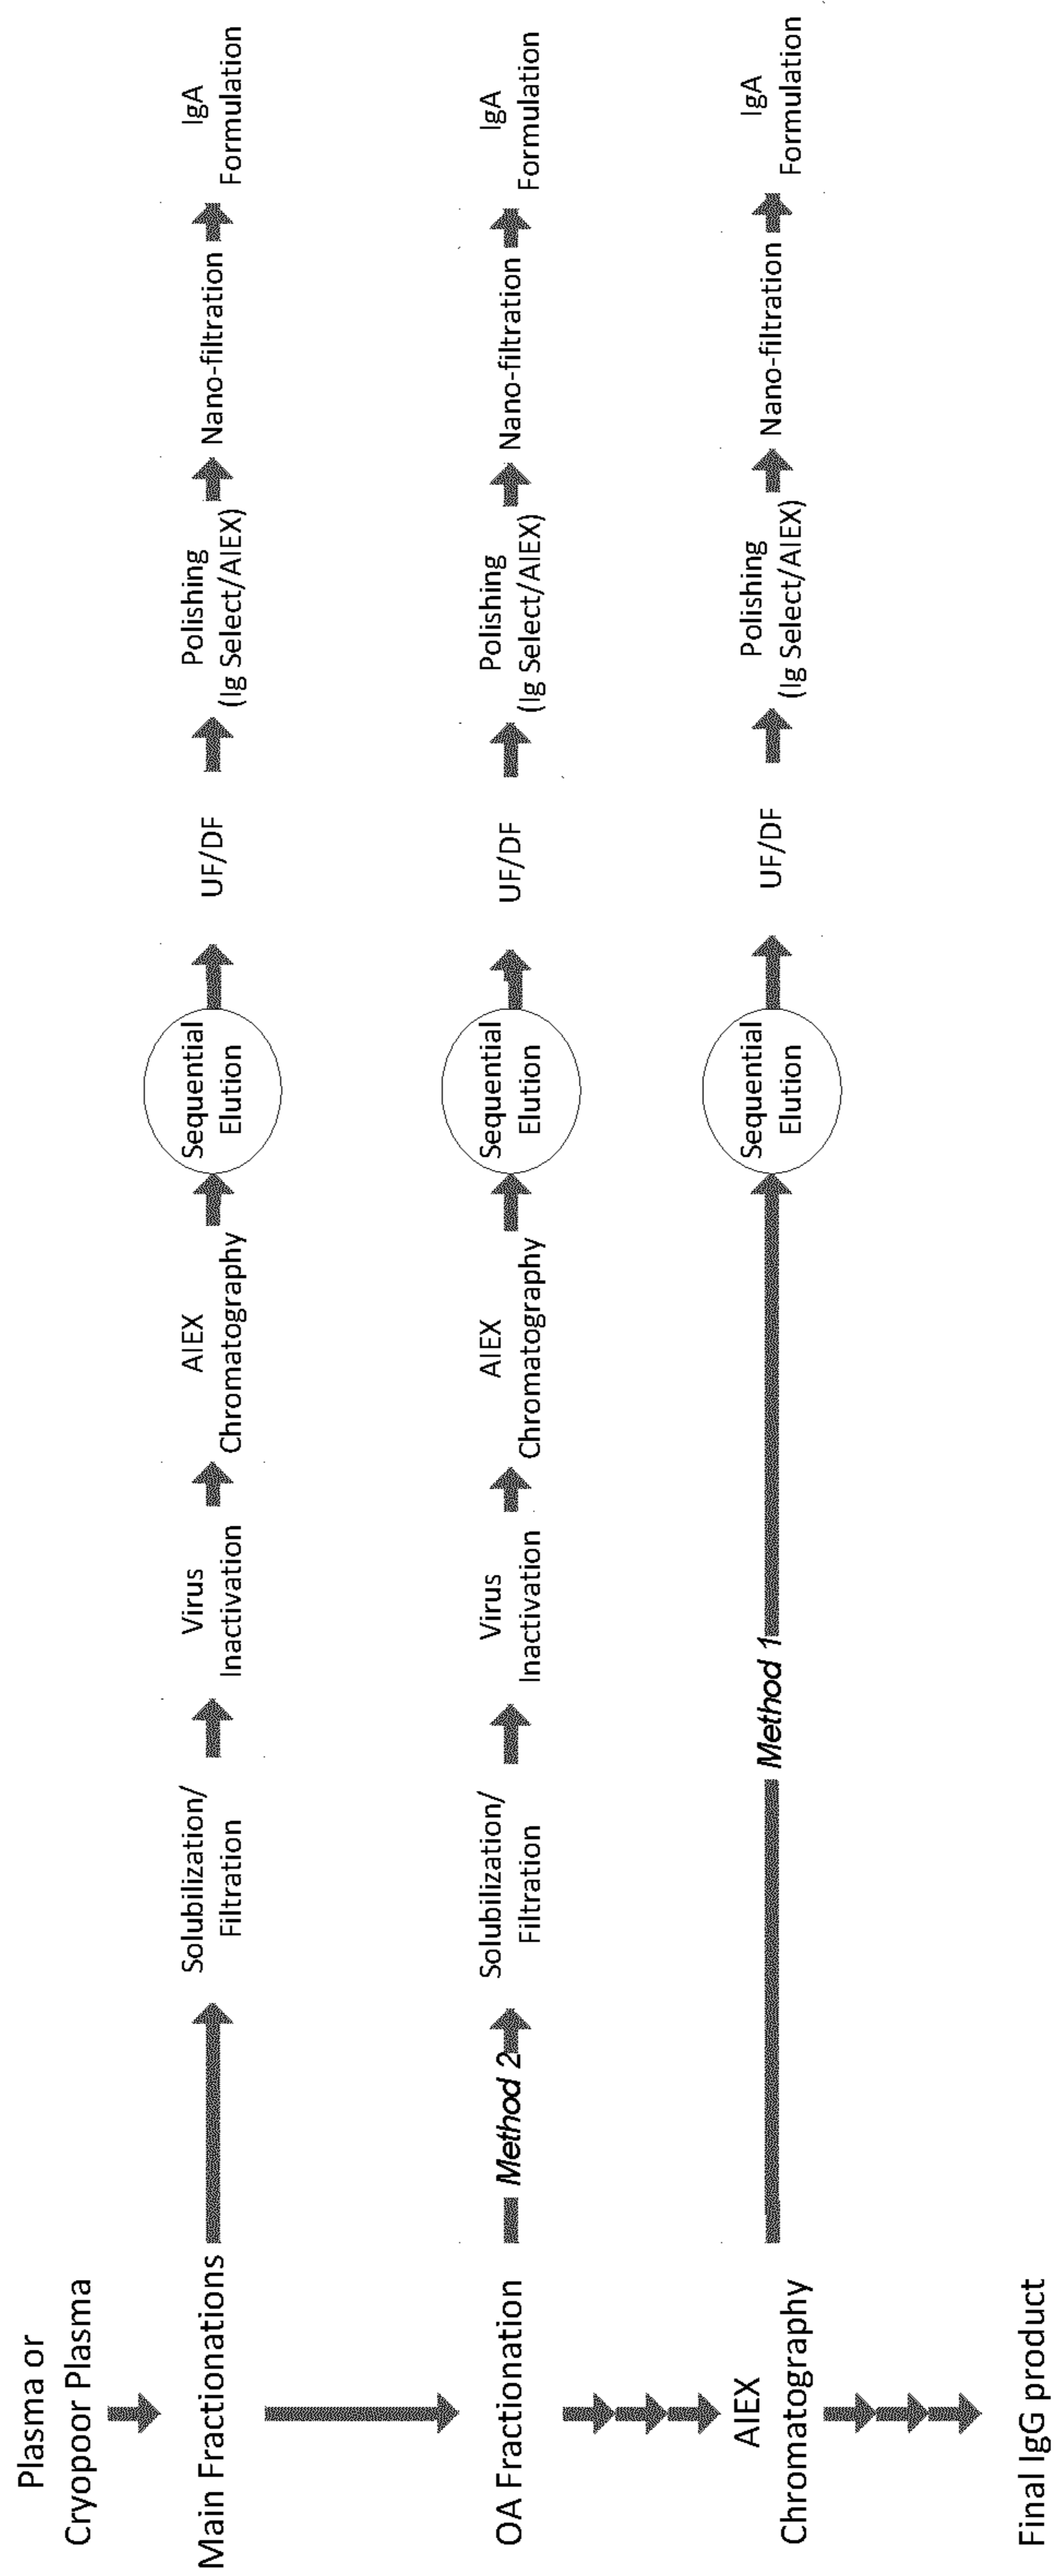 Plasma or
Cryopoor Plasma
Main Fractionations
Solubilization/
Filtration
Virus
Inactivation
AIEX
Chromatography
Sequential
Elution
UF/DF
Polishing
(Ig Select/AIEX)
Nano-filtration
IgA
Formulation
OA Fractionation
Method 2
Solubilization/
Filtration
Virus
Inactivation
AIEX
Chromatography
Sequential
Elution
UF/DF
Polishing
(Ig Select/AIEX)
Nano-filtration
IgA
Formulation
AIEX
Chromatography
Method 1
Sequential
Elution
UF/DF
Polishing
(Ig Select/AIEX)
Nano-filtration
IgA
Formulation
Final IgG product